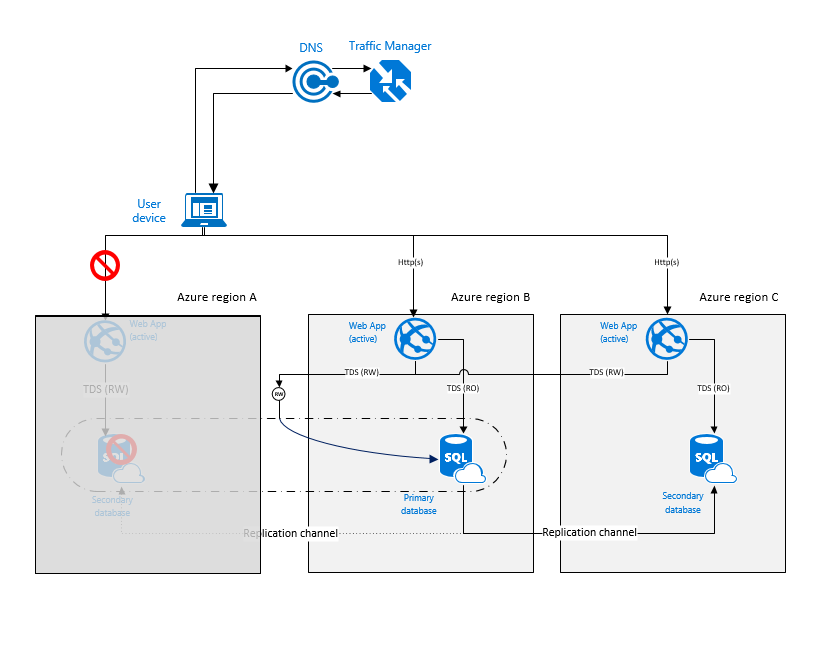 DNS
Traffic Manager
User
device
Http(s)
Http(s)
Azure region A
Azure region B
Azure region C
Web App
(active)
Web App
(active)
Web App
(active)
TDS (RW)
TDS (RW)
TDS (RW)
TDS (RO)
TDS (RO)
RW
SQL
SQL
SQL
Secondary
database
Primary
database
Secondary
database
Replication channel
Replication channel